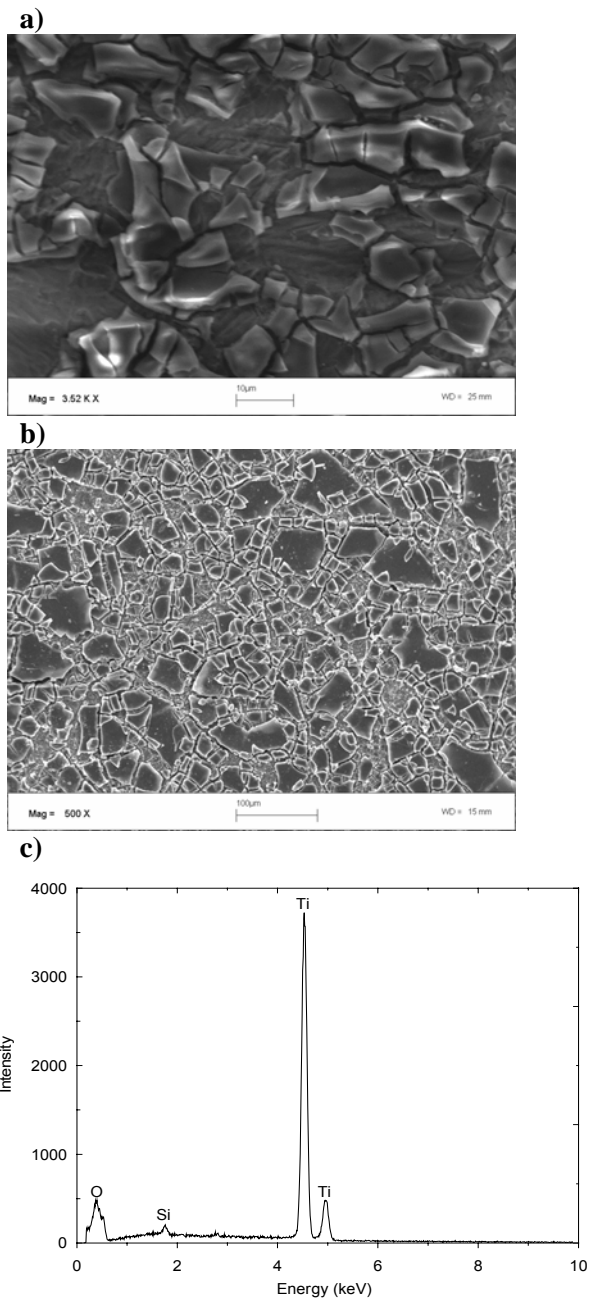 a)
10µm
Mag = 3.52 K X
WD = 25 mm
b)
100µm
Mag = 500 X
WD = 15 mm
c)
4000
Ti
3000
Intensity
2000
1000
O
Si
Ti
0
0 2 4 6 8 10
Energy (keV)